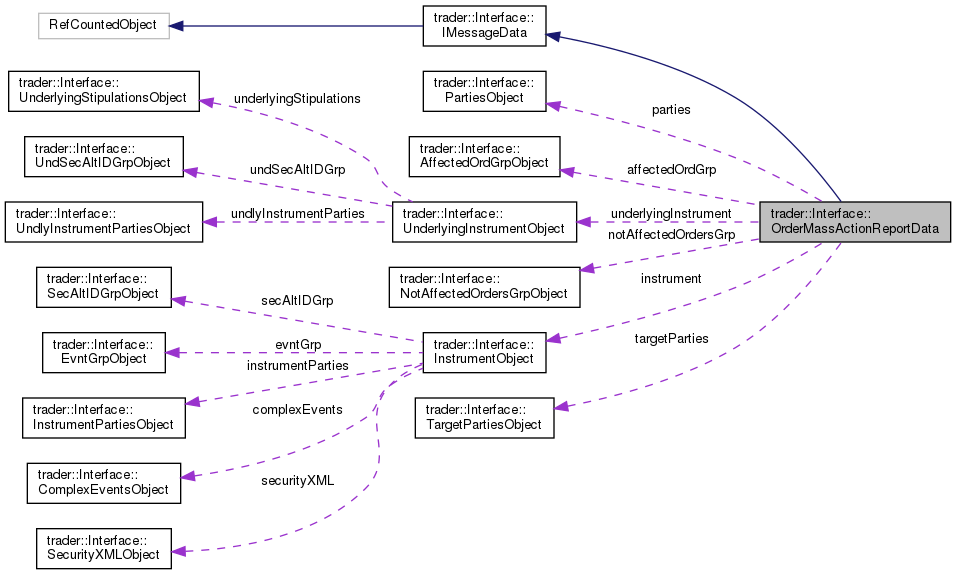 RefCountedObject
trader::Interface::
IMessageData
trader::Interface::
UnderlyingStipulationsObject
underlyingStipulations
trader::Interface::
PartiesObject
parties
trader::Interface::
UndSecAltIDGrpObject
undSecAltIDGrp
trader::Interface::
AffectedOrdGrpObject
affectedOrdGrp
trader::Interface::
UndlyInstrumentPartiesObject
undlyInstrumentParties
trader::Interface::
UnderlyingInstrumentObject
underlyingInstrument
trader::Interface::
OrderMassActionReportData
notAffectedOrdersGrp
trader::Interface::
SecAltIDGrpObject
secAltIDGrp
trader::Interface::
NotAffectedOrdersGrpObject
instrument
trader::Interface::
EvntGrpObject
evntGrp
trader::Interface::
InstrumentObject
targetParties
instrumentParties
trader::Interface::
InstrumentPartiesObject
complexEvents
trader::Interface::
TargetPartiesObject
trader::Interface::
ComplexEventsObject
securityXML
trader::Interface::
SecurityXMLObject